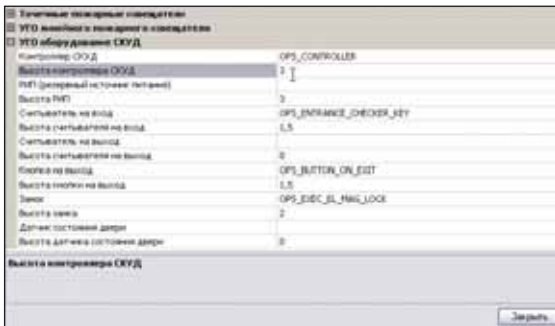 Точечные пожарные извещатели
УГО линейного пожарного извещателя
УГО оборудование СКУД
Контроллер СКУД OPS_CONTROLLER
Высота контроллера СКУД 3
РИП (резервный источник питания)
Высота РИП 3
Считыватель на вход OPS_ENTRANCE_CHECKER_KEY
Высота считывателя на вход 1,5
Считыватель на выход
Высота считывателя на выход 0
Кнопка на выход OPS_BUTTON_ON_EXIT
Высота кнопки на выход 1,5
Замок OPS_EXEC_EL_MAG_LOCK
Высота замка 2
Датчик состояния двери
Высота датчика состояния двери 0
Высота контроллера СКУД
Закрыть